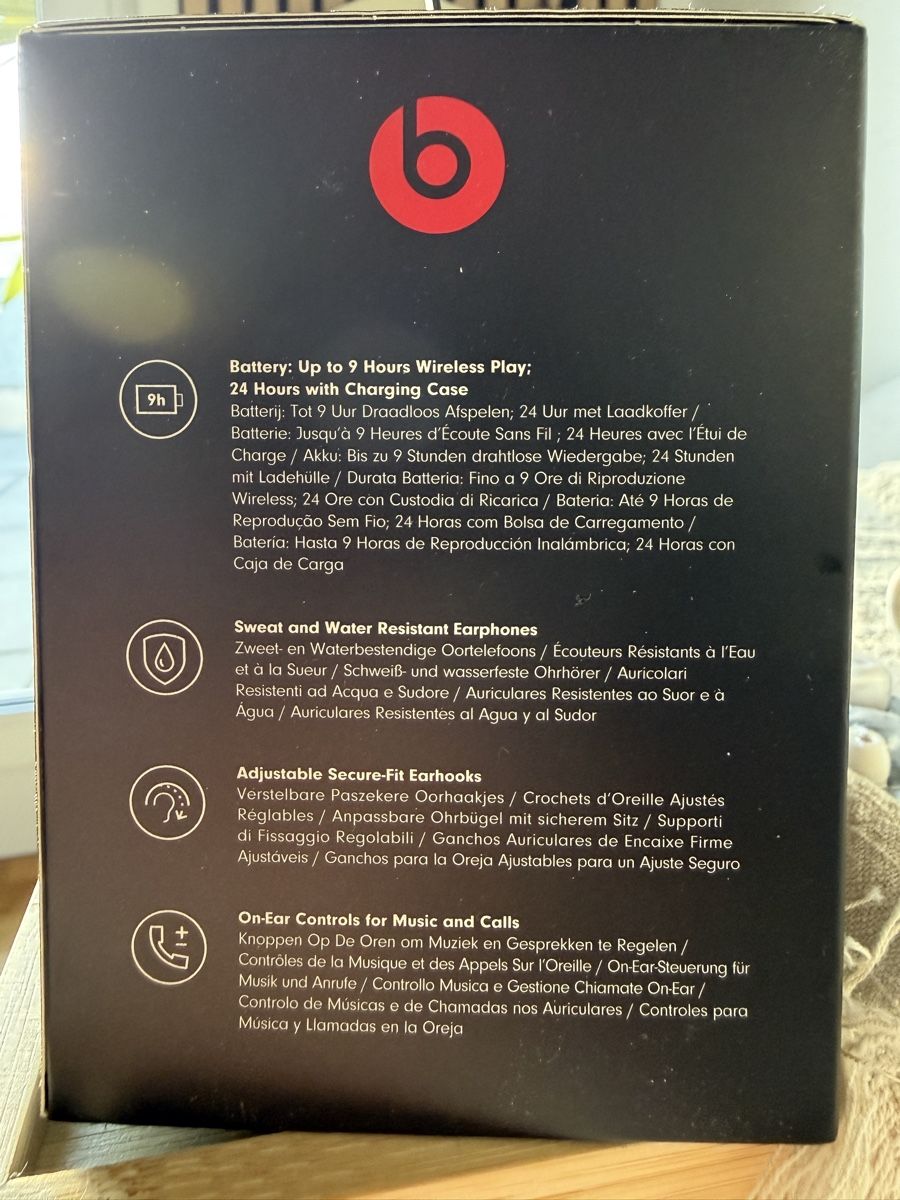 b
Battery: Up to 9 Hours Wireless Play;
24 Hours with Charging Case
9h
Batterij: Tot 9 Uur Draadloos Afspelen; 24 Uur met Laadkoffer /
Batterie: Jusqu'à 9 Heures d'Écoute Sans Fil ; 24 Heures avec l'Étui de
Charge / Akku: Bis zu 9 Stunden drahtlose Wiedergabe; 24 Stunden
mit Ladehülle / Durata Batteria: Fino a 9 Ore di Riproduzione
Wireless; 24 Ore con Custodia di Ricarica / Bateria: Até 9 Horas de
Reprodução Sem Fio; 24 Horas com Bolsa de Carregamento /
Batería: Hasta 9 Horas de Reproducción Inalámbrica; 24 Horas con
Caja de Carga
Sweat and Water Resistant Earphones
Zweet- en Waterbestendige Oortelefoons / Écouteurs Résistants à l'Eau
et à la Sueur / Schweiß- und wasserfeste Ohrhörer / Auricolari
Resistenti ad Acqua e Sudore / Auriculares Resistentes ao Suor e à
Água / Auriculares Resistentes al Agua y al Sudor
Adjustable Secure-Fit Earhooks
Verstelbare Paszekere Oorhaakjes / Crochets d'Oreille Ajustés
Réglables / Anpassbare Ohrbügel mit sicherem Sitz / Supporti
di Fissaggio Regolabili / Ganchos Auriculares de Encaixe Firme
Ajustáveis / Ganchos para la Oreja Ajustables para un Ajuste Seguro
On-Ear Controls for Music and Calls
Knoppen Op De Oren om Muziek en Gesprekken te Regelen /
Contrôles de la Musique et des Appels Sur l'Oreille / On-Ear-Steuerung für
Musik und Anrufe / Controllo Musica e Gestione Chiamate On-Ear /
Controlo de Músicas e de Chamadas nos Auriculares / Controles para
Música y Llamadas en la Oreja